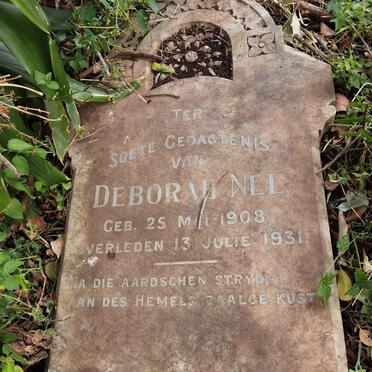 TER
SOETE GEDACTENIS
VAN
DEBORAH NEL.
GEB. 25 MEI 1908,
OVERLEDEN 13 JULIE 1931.
NA DIE AARDSCHEN STRYD,
AAN DES HEMELS ZAALGE KUST